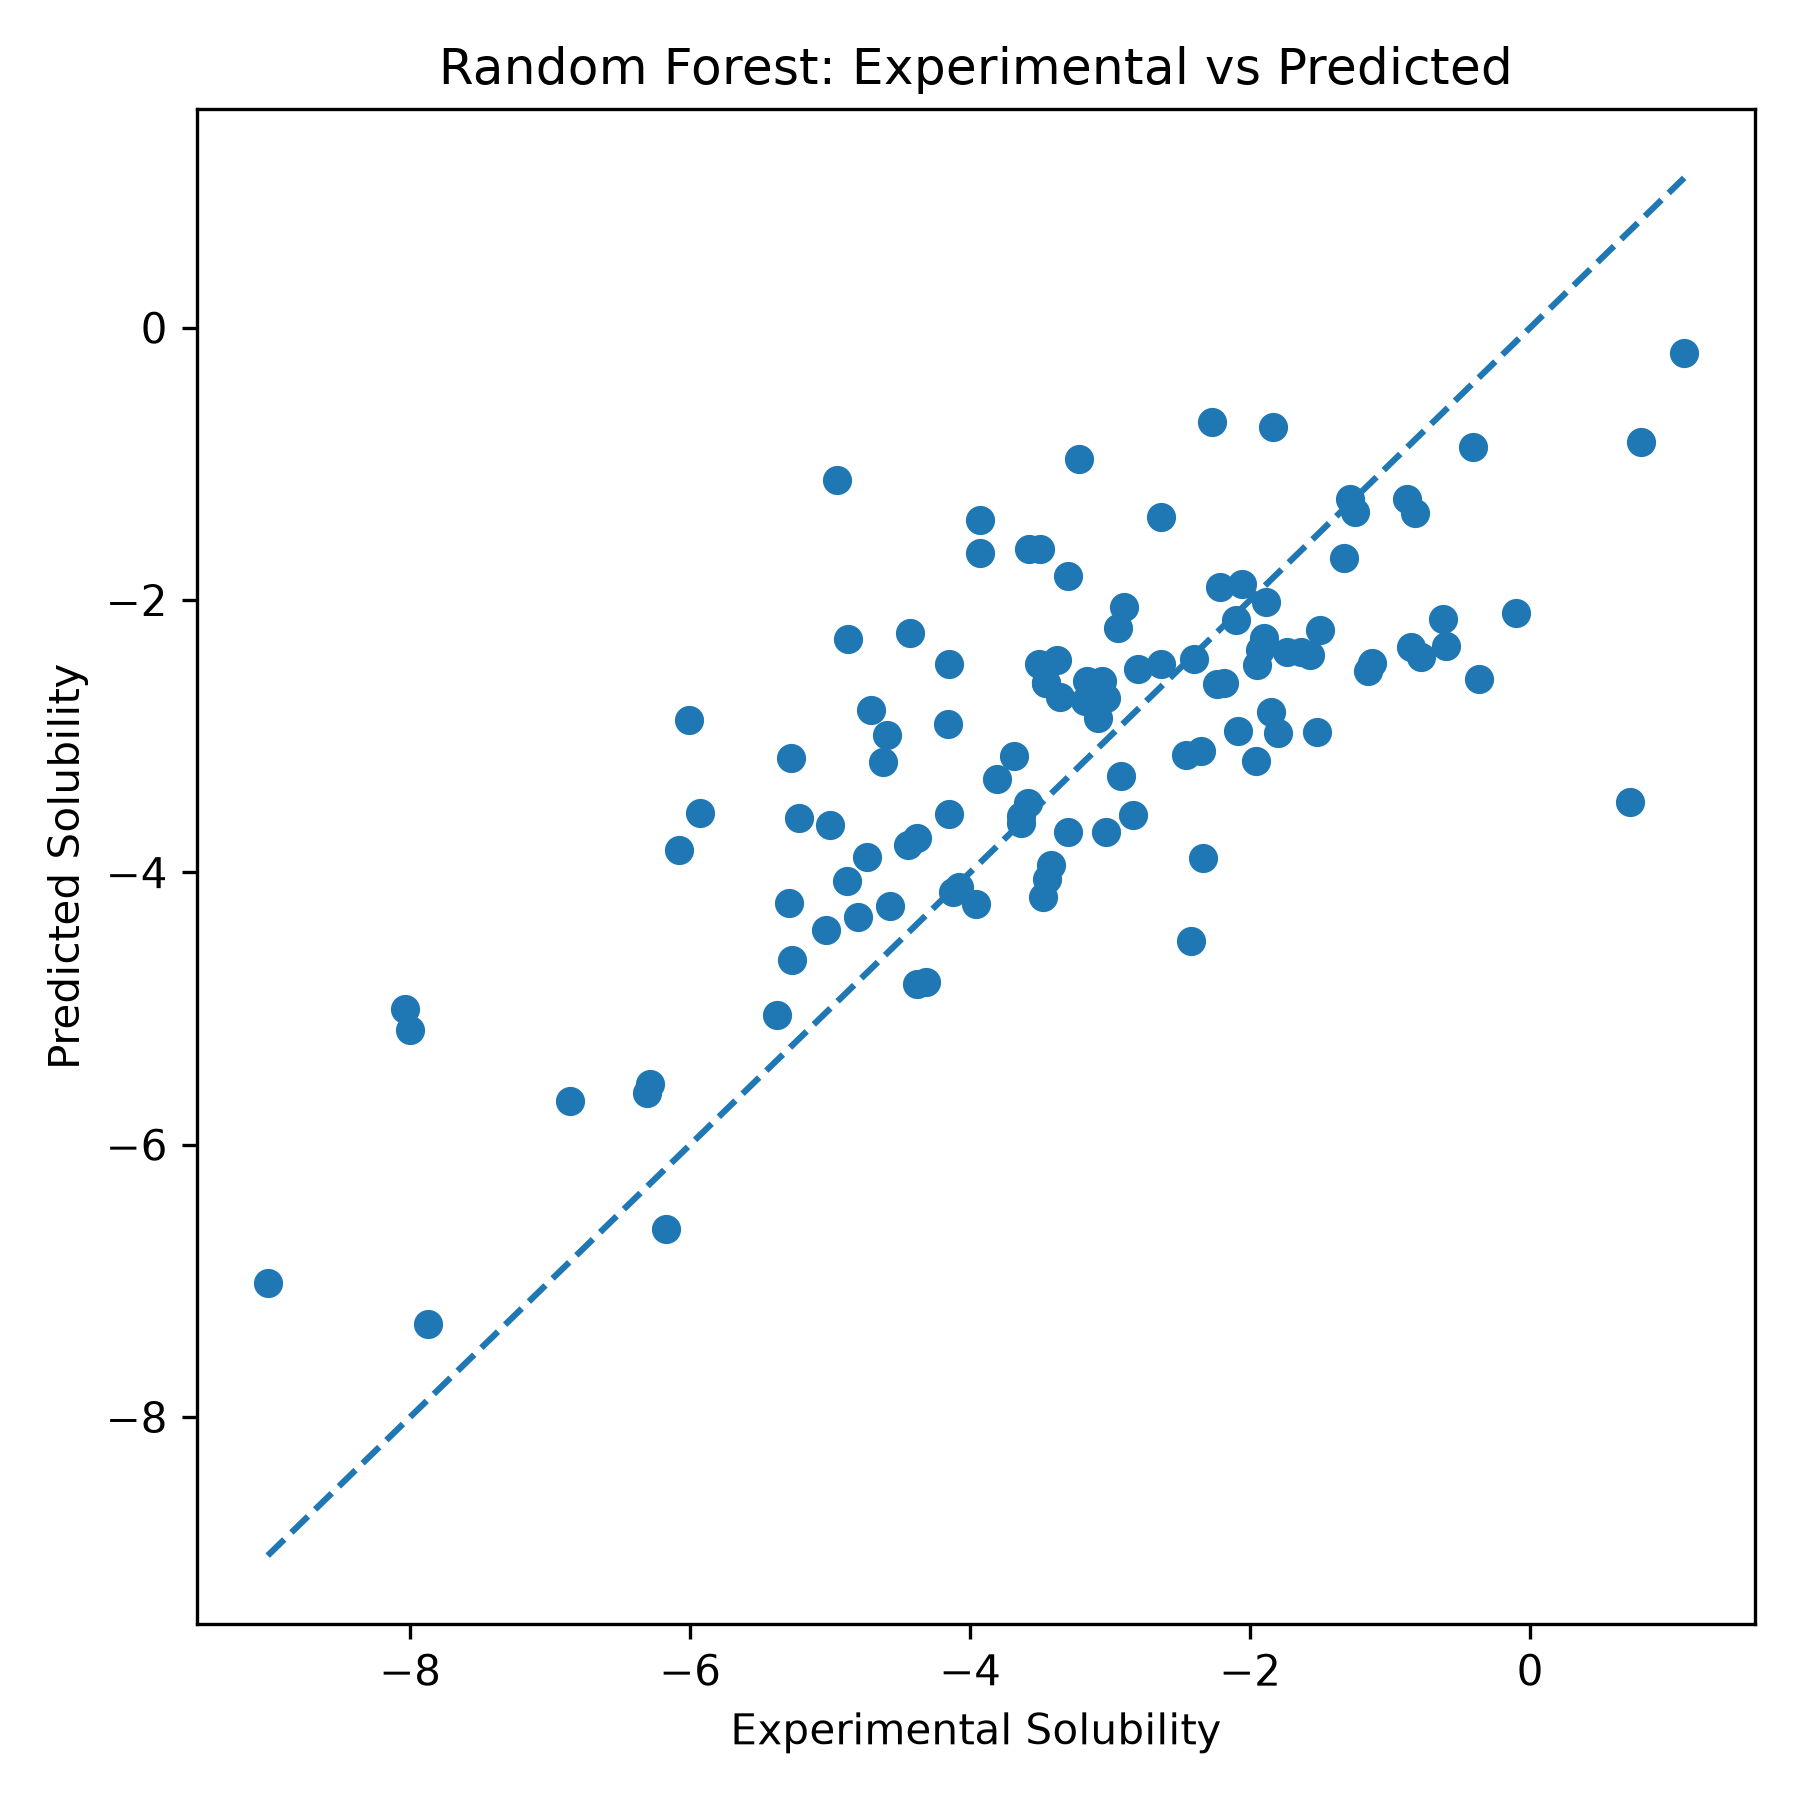 Random Forest: Experimental vs Predicted
Predicted Solubility
0
−2
−4
−6
−8
−8 −6 −4 −2 0
Experimental Solubility